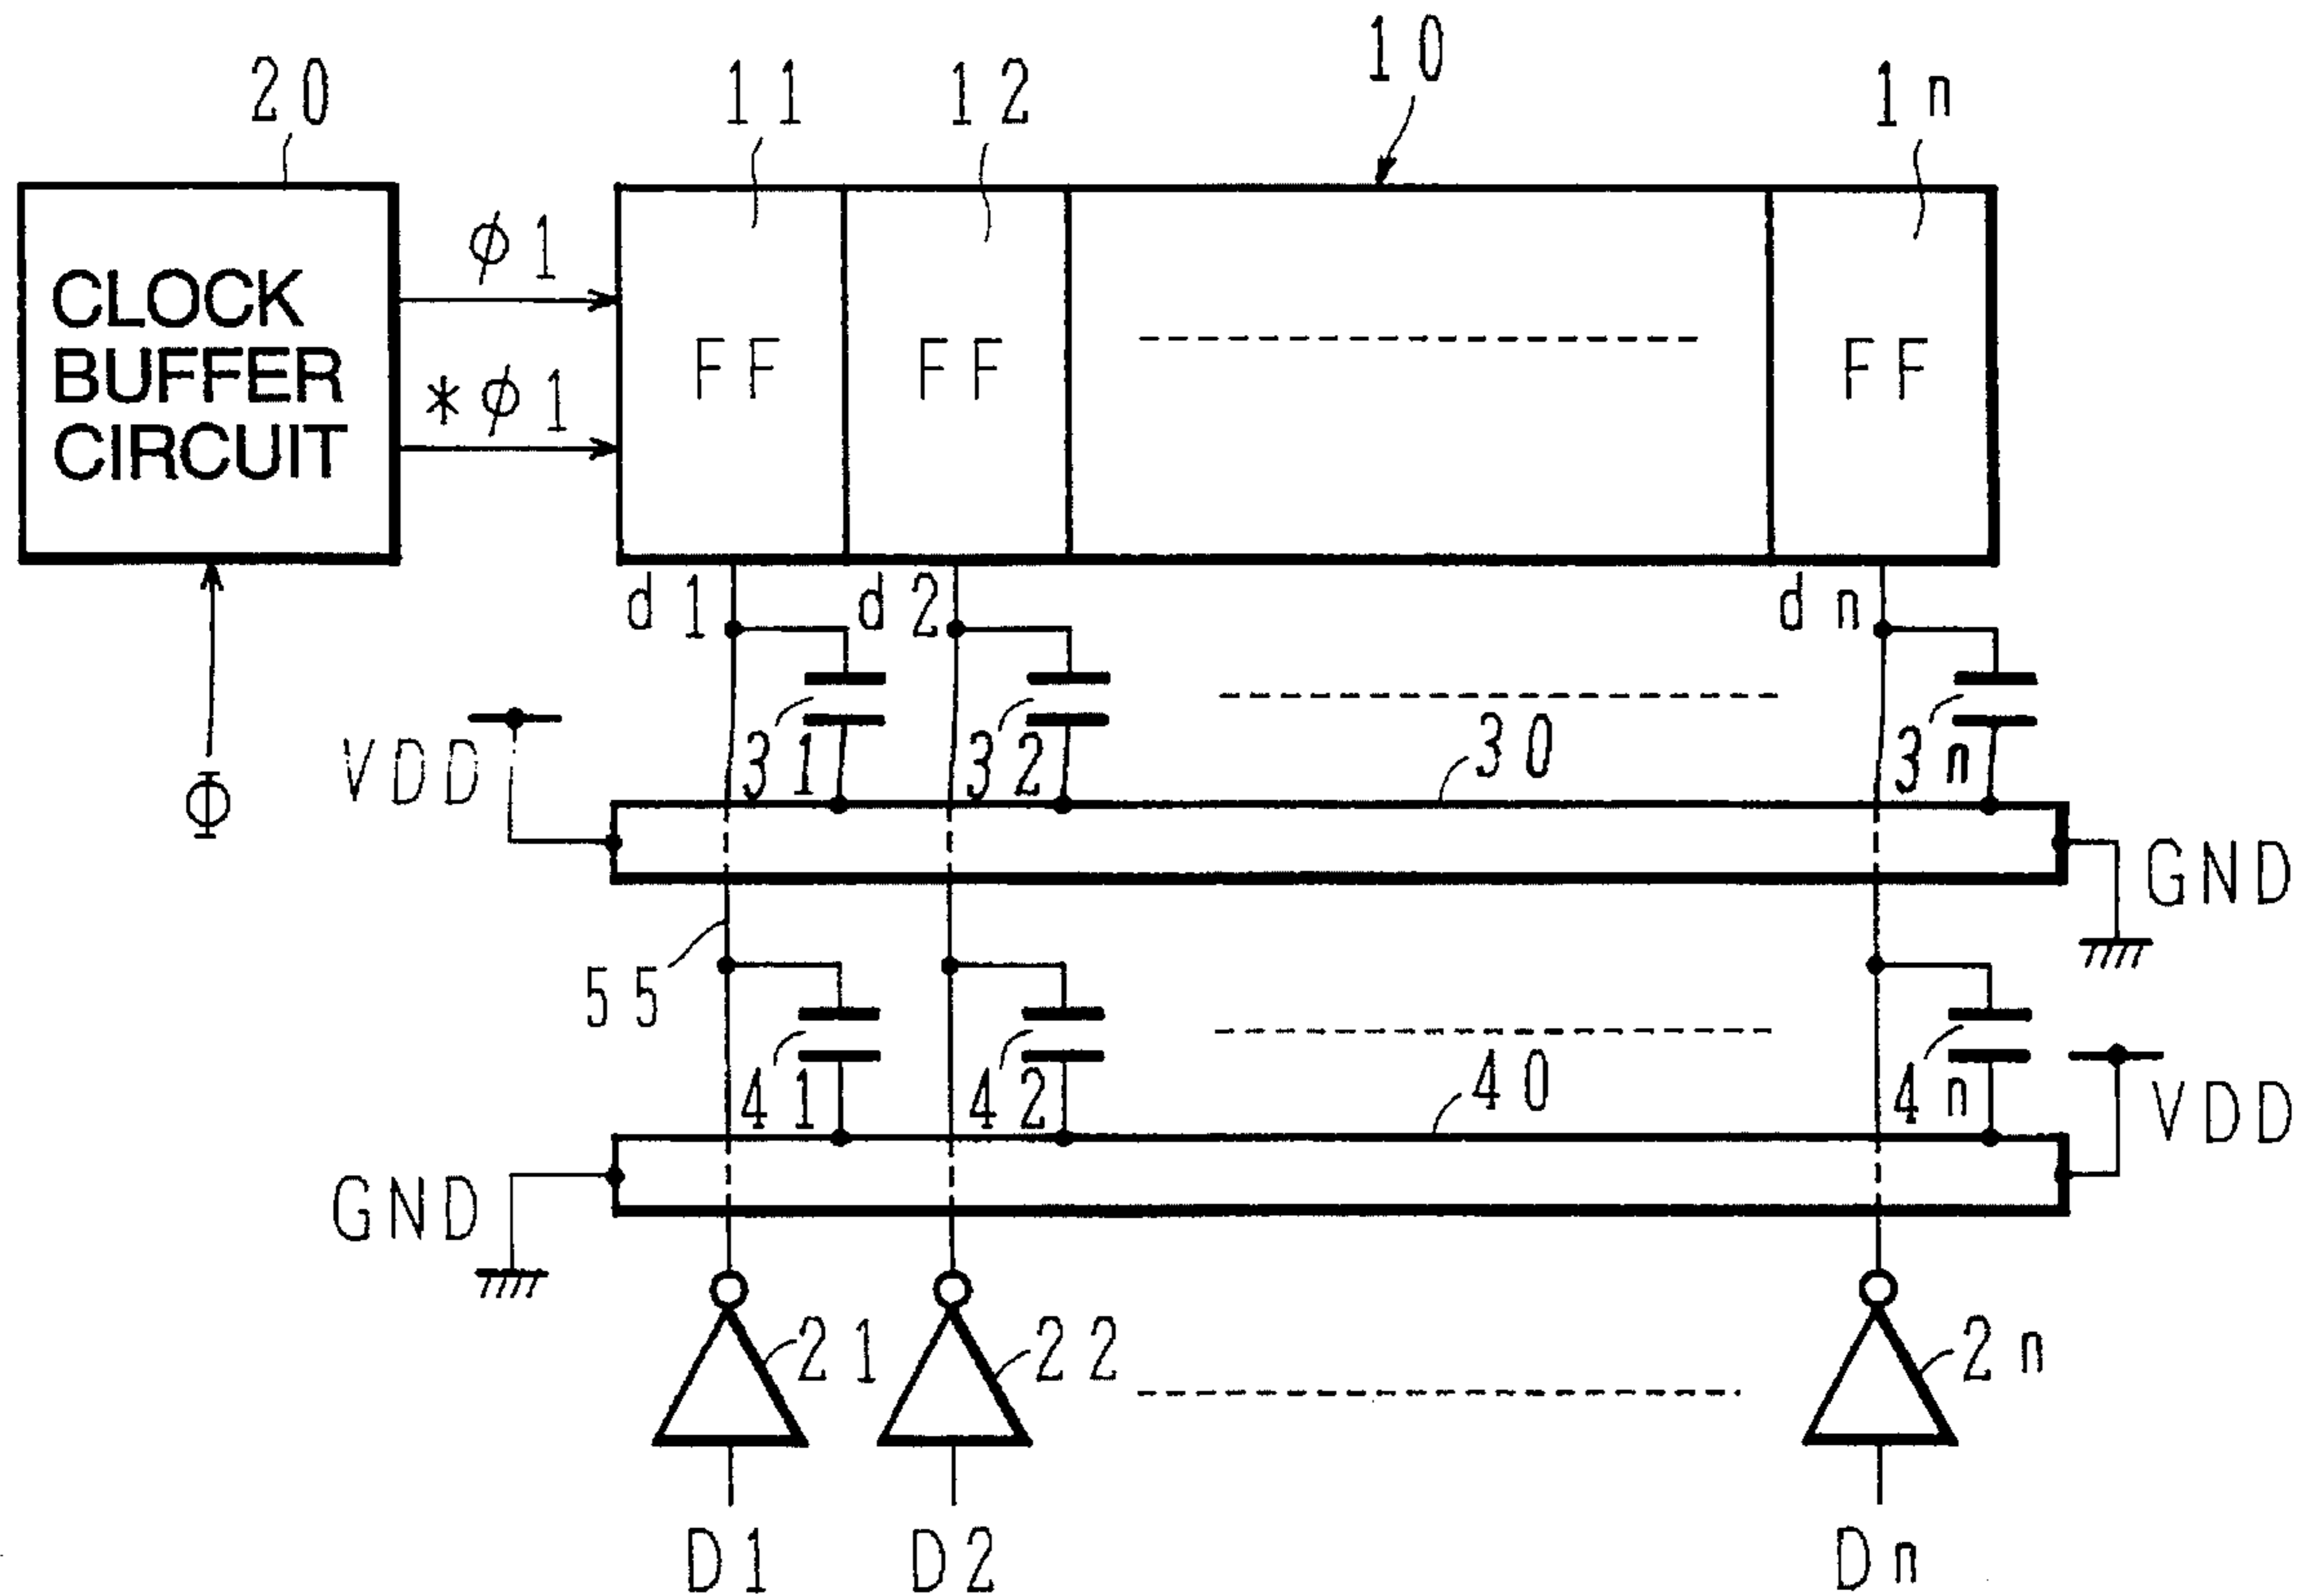 20
11
12
10
1n
CLOCK
BUFFER
CIRCUIT
ϕ1
*ϕ1
FF
FF
FF
d1
d2
dn
Φ
VDD
31
32
30
3n
GND
55
41
42
40
4n
VDD
GND
21
22
2n
D1
D2
Dn